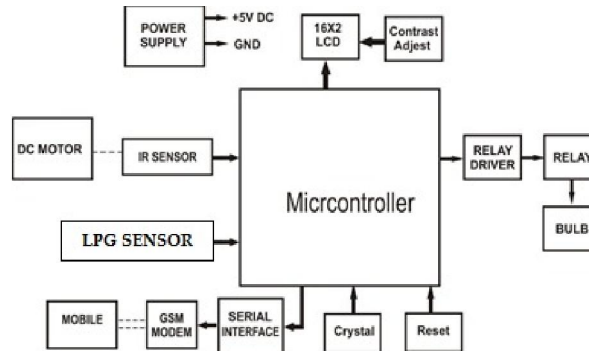 POWER
SUPPLY
+5V DC
GND
16X2
LCD
Contrast
Adjest
DC MOTOR
IR SENSOR
Micrcontroller
RELAY
DRIVER
RELAY
BULB
LPG SENSOR
MOBILE
GSM
MODEM
SERIAL
INTERFACE
Crystal
Reset